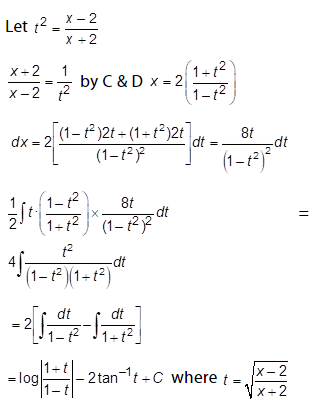 Let t² = (x − 2)/(x + 2)
(x + 2)/(x − 2) = 1/t² by C & D x = 2((1 + t²)/(1 − t²))
dx = 2[((1 − t²)2t + (1 + t²)2t)/(1 − t²)²]dt = 8t/(1 − t²)² dt
1/2 ∫ t·((1 − t²)/(1 + t²)) × 8t/(1 − t²)² dt =
4∫ t²/((1 − t²)(1 + t²)) dt
= 2[∫ dt/(1 − t²) − ∫ dt/(1 + t²)]
= log|(1 + t)/(1 − t)| − 2 tan⁻¹t + C where t = √((x − 2)/(x + 2))